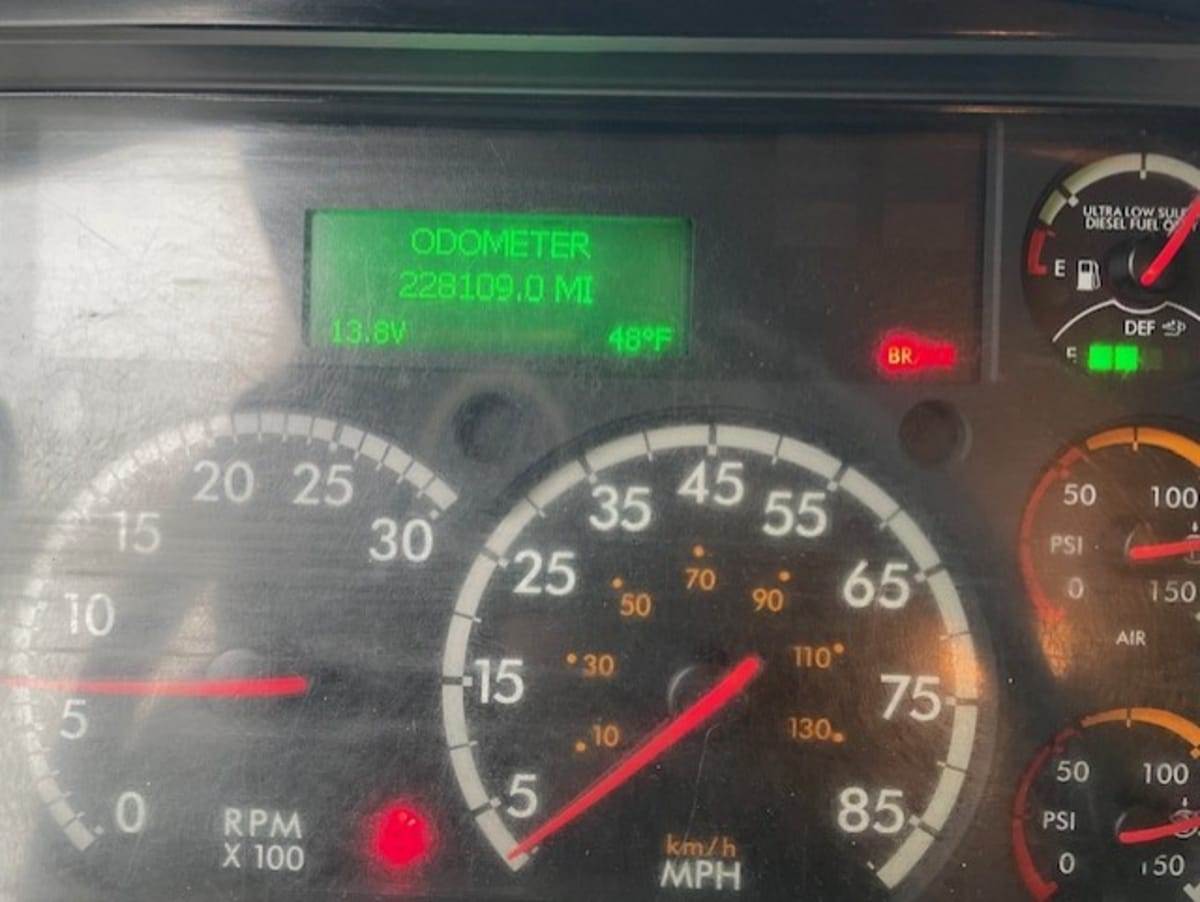 ODOMETER
228109.0 MI
13.8V 48°F
ULTRA LOW
DIESEL FUEL
E
DEF
BR
0 5 10 15 20 25 30
RPM
X 100
5 15 25 35 45 55 65 75 85
10 30 50 70 90 110 130
km/h
MPH
50 100
PSI
0 150
AIR
50 100
PSI
0 150